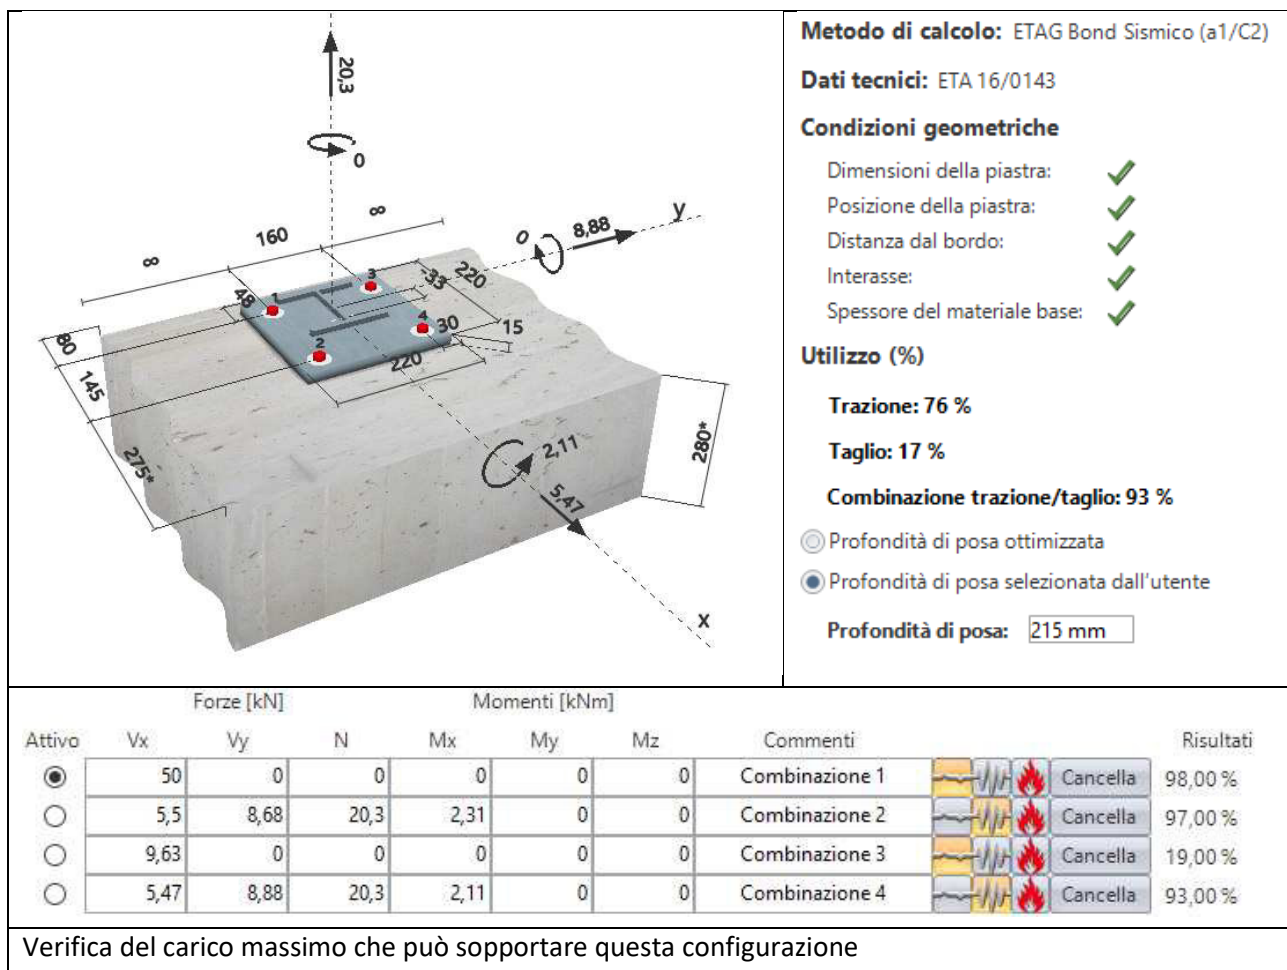 Metodo di calcolo: ETAG Bond Sismico (a1/C2)
Dati tecnici: ETA 16/0143
Condizioni geometriche
Dimensioni della piastra:
Posizione della piastra:
Distanza dal bordo:
Interasse:
Spessore del materiale base:
Utilizzo (%)
Trazione: 76 %
Taglio: 17 %
Combinazione trazione/taglio: 93 %
Profondità di posa ottimizzata
Profondità di posa selezionata dall'utente
Profondità di posa: 215 mm
20,3
0
∞
160
∞
y
8,88
0
48
1
3
-33
220
80
2
4
30
15
220
145
275*
2,11
280*
5,47
x
Forze [kN] Momenti [kNm]
Attivo Vx Vy N Mx My Mz Commenti Risultati
50 0 0 0 0 0 Combinazione 1 Cancella 98,00 %
5,5 8,68 20,3 2,31 0 0 Combinazione 2 Cancella 97,00 %
9,63 0 0 0 0 0 Combinazione 3 Cancella 19,00 %
5,47 8,88 20,3 2,11 0 0 Combinazione 4 Cancella 93,00 %
Verifica del carico massimo che può sopportare questa configurazione